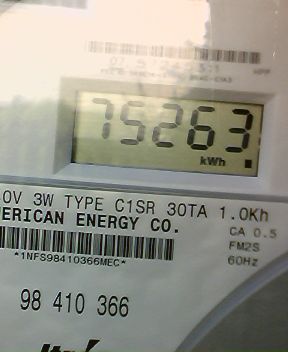 75263
kWh
0V 3W TYPE C1SR 30TA 1.0Kh
ERICAN ENERGY CO.
CA 0.5
FM2S
*1NFS98410366MEC*
60Hz
98 410 366